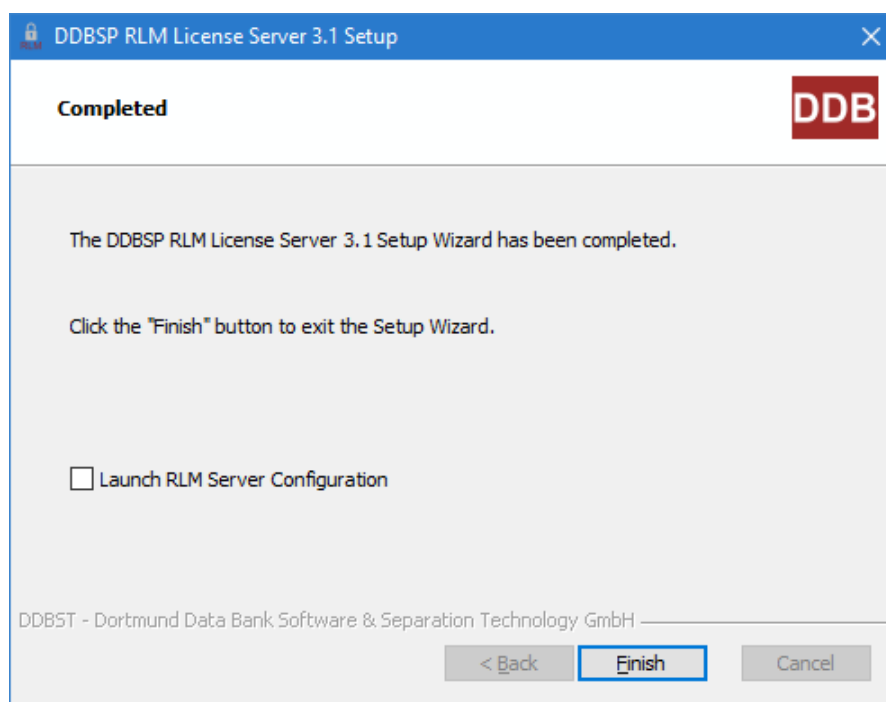 DDBSP RLM License Server 3.1 Setup
Completed
DDB
The DDBSP RLM License Server 3.1 Setup Wizard has been completed.
Click the "Finish" button to exit the Setup Wizard.
Launch RLM Server Configuration
DDBST - Dortmund Data Bank Software & Separation Technology GmbH
< Back Finish Cancel